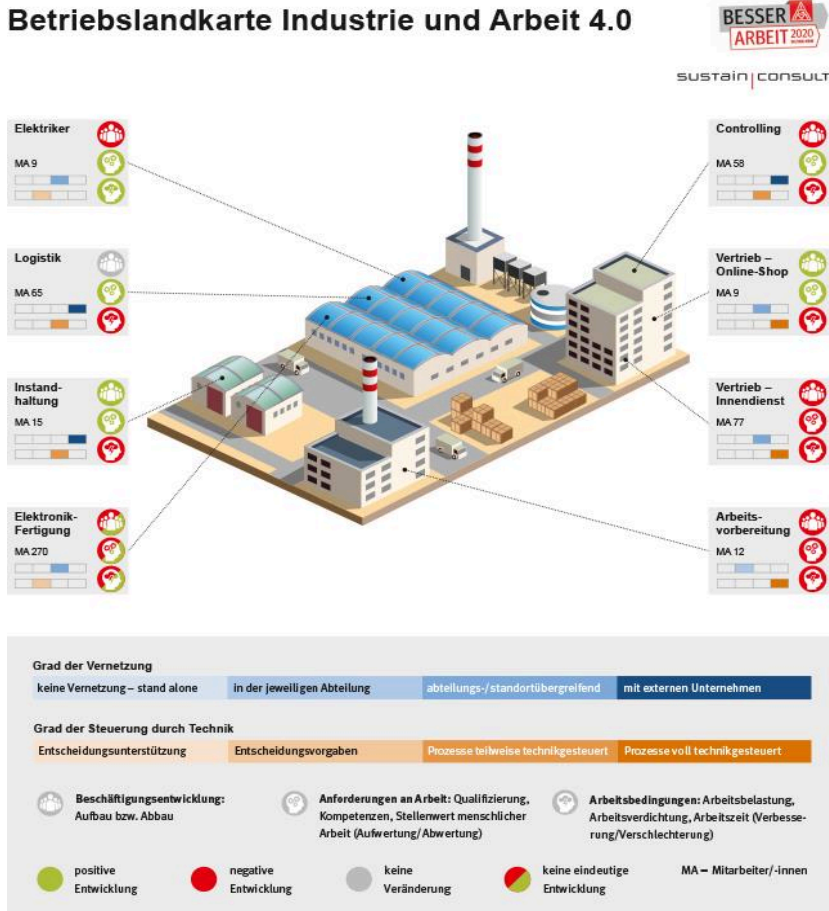 Betriebslandkarte Industrie und Arbeit 4.0
BESSER
ARBEIT 2020
sustain consult
Elektriker
MA 9
Logistik
MA 65
Instand-
haltung
MA 15
Elektronik-
Fertigung
MA 270
Controlling
MA 58
Vertrieb –
Online-Shop
MA 9
Vertrieb –
Innendienst
MA 77
Arbeits-
vorbereitung
MA 12
Grad der Vernetzung
keine Vernetzung – stand alone
in der jeweiligen Abteilung
abteilungs-/standortübergreifend
mit externen Unternehmen
Grad der Steuerung durch Technik
Entscheidungsunterstützung
Entscheidungsvorgaben
Prozesse teilweise technikgesteuert
Prozesse voll technikgesteuert
Beschäftigungsentwicklung:
Aufbau bzw. Abbau
Anforderungen an Arbeit: Qualifizierung,
Kompetenzen, Stellenwert menschlicher
Arbeit (Aufwertung/Abwertung)
Arbeitsbedingungen: Arbeitsbelastung,
Arbeitsverdichtung, Arbeitszeit (Verbesse-
rung/Verschlechterung)
positive
Entwicklung
negative
Entwicklung
keine
Veränderung
keine eindeutige
Entwicklung
MA – Mitarbeiter/-innen